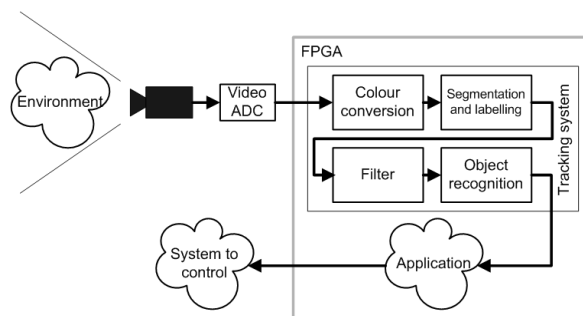 FPGA
Environment
Video
ADC
Colour
conversion
Segmentation
and labelling
Filter
Object
recognition
Tracking system
System to
control
Application